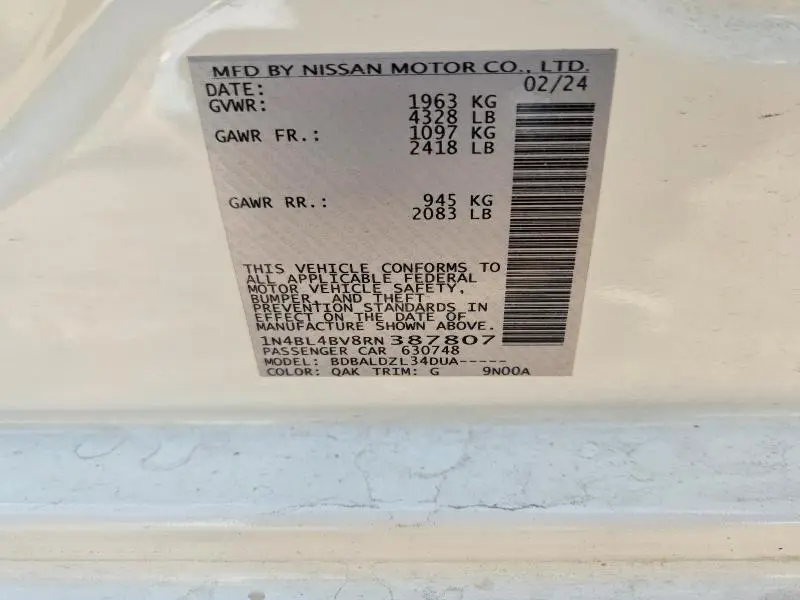 MFD BY NISSAN MOTOR CO., LTD.
DATE: 02/24
GVWR: 1963 KG
4328 LB
GAWR FR.: 1097 KG
2418 LB
GAWR RR.: 945 KG
2083 LB
THIS VEHICLE CONFORMS TO
ALL APPLICABLE FEDERAL
MOTOR VEHICLE SAFETY,
BUMPER, AND THEFT
PREVENTION STANDARDS IN
EFFECT ON THE DATE OF
MANUFACTURE SHOWN ABOVE.
1N4BL4BV8RN387807
PASSENGER CAR 630748
MODEL: BDBALDZL34DUA-----
COLOR: QAK TRIM: G 9N00A